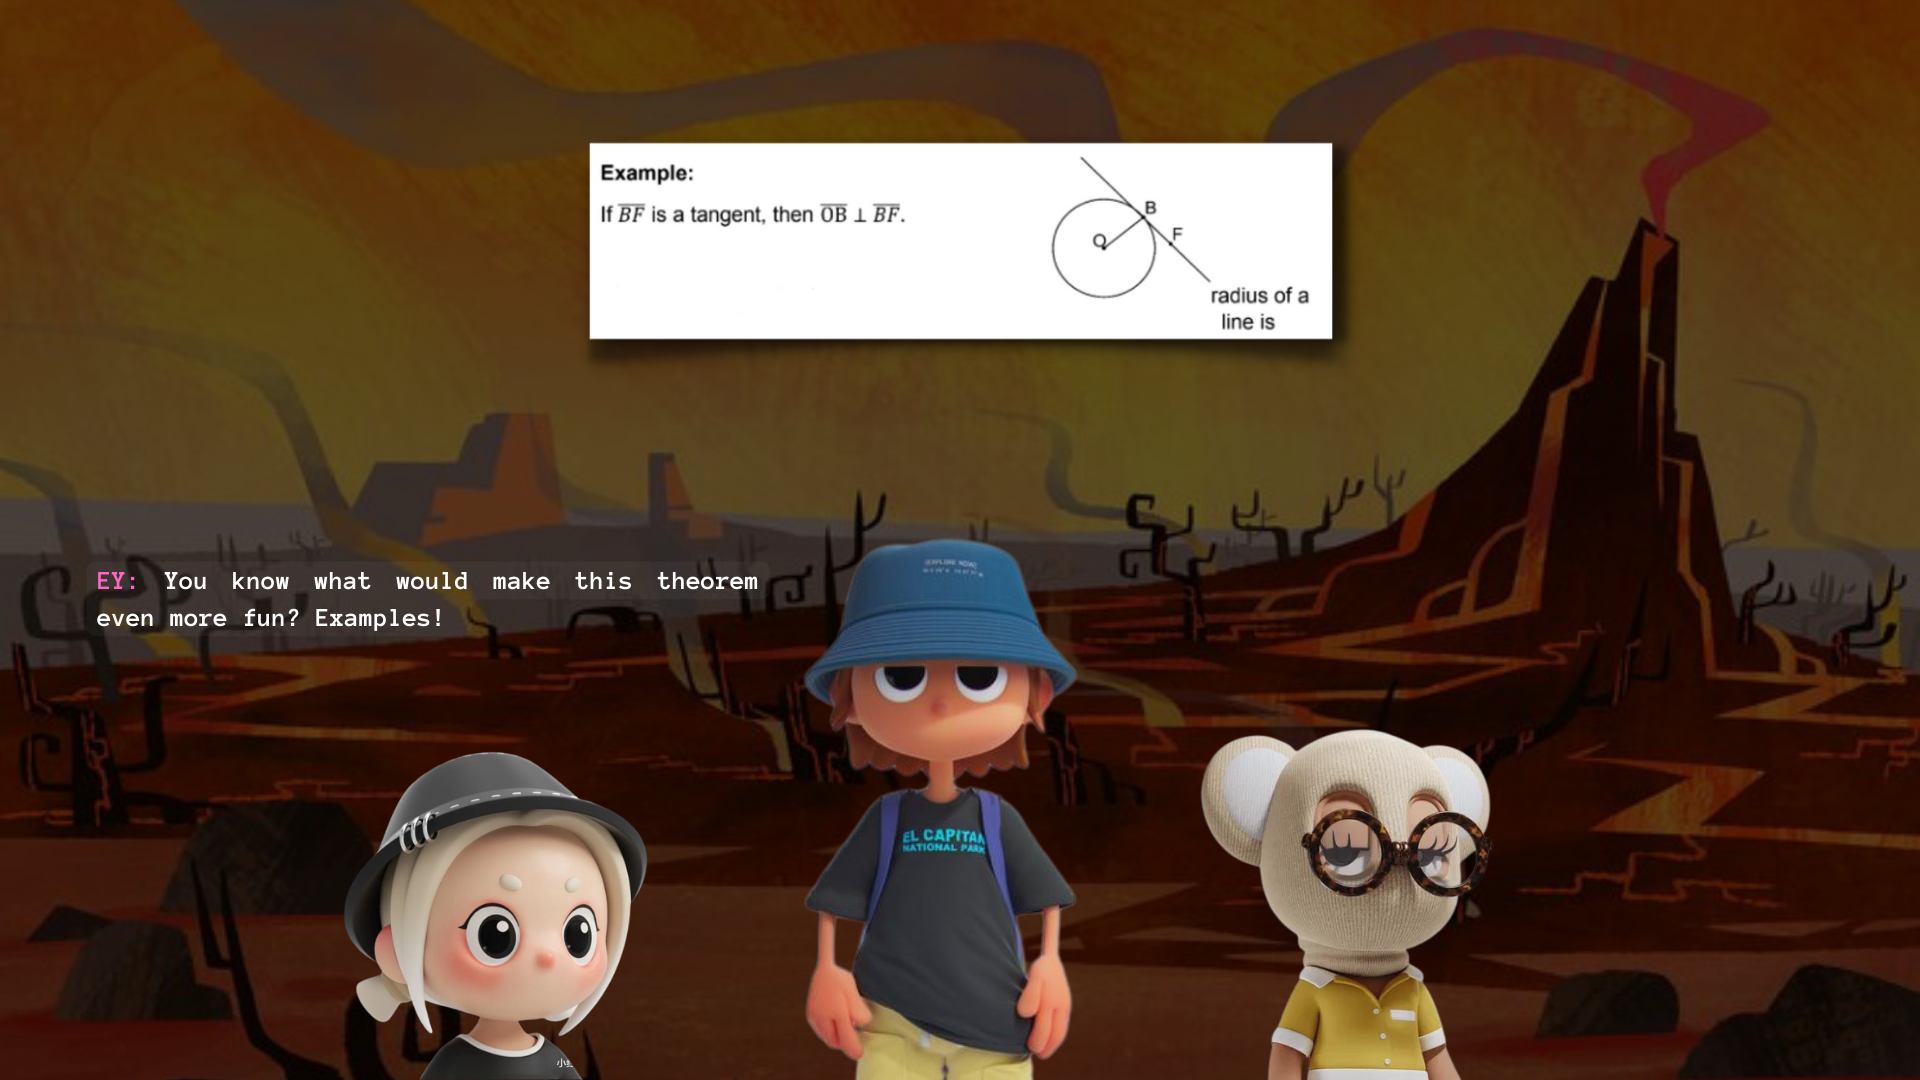 Example:
If BF is a tangent, then OB ⊥ BF.
B
F
O
radius of a
line is
EY: You know what would make this theorem
even more fun? Examples!
EL CAPITAN
NATIONAL PARK